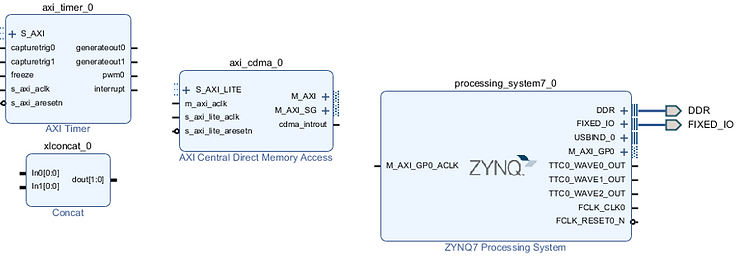 axi_timer_0
S_AXI
capturetrig0 generateout0
capturetrig1 generateout1
freeze pwm0
s_axi_aclk interrupt
s_axi_aresetn
AXI Timer
xlconcat_0
In0[0:0]
In1[0:0]
dout[1:0]
Concat
axi_cdma_0
S_AXI_LITE
m_axi_aclk
s_axi_lite_aclk
s_axi_lite_aresetn
M_AXI
M_AXI_SG
cdma_introut
AXI Central Direct Memory Access
processing_system7_0
M_AXI_GP0_ACLK
ZYNQ
DDR
FIXED_IO
USBIND_0
M_AXI_GP0
TTC0_WAVE0_OUT
TTC0_WAVE1_OUT
TTC0_WAVE2_OUT
FCLK_CLK0
FCLK_RESET0_N
ZYNQ7 Processing System
DDR
FIXED_IO